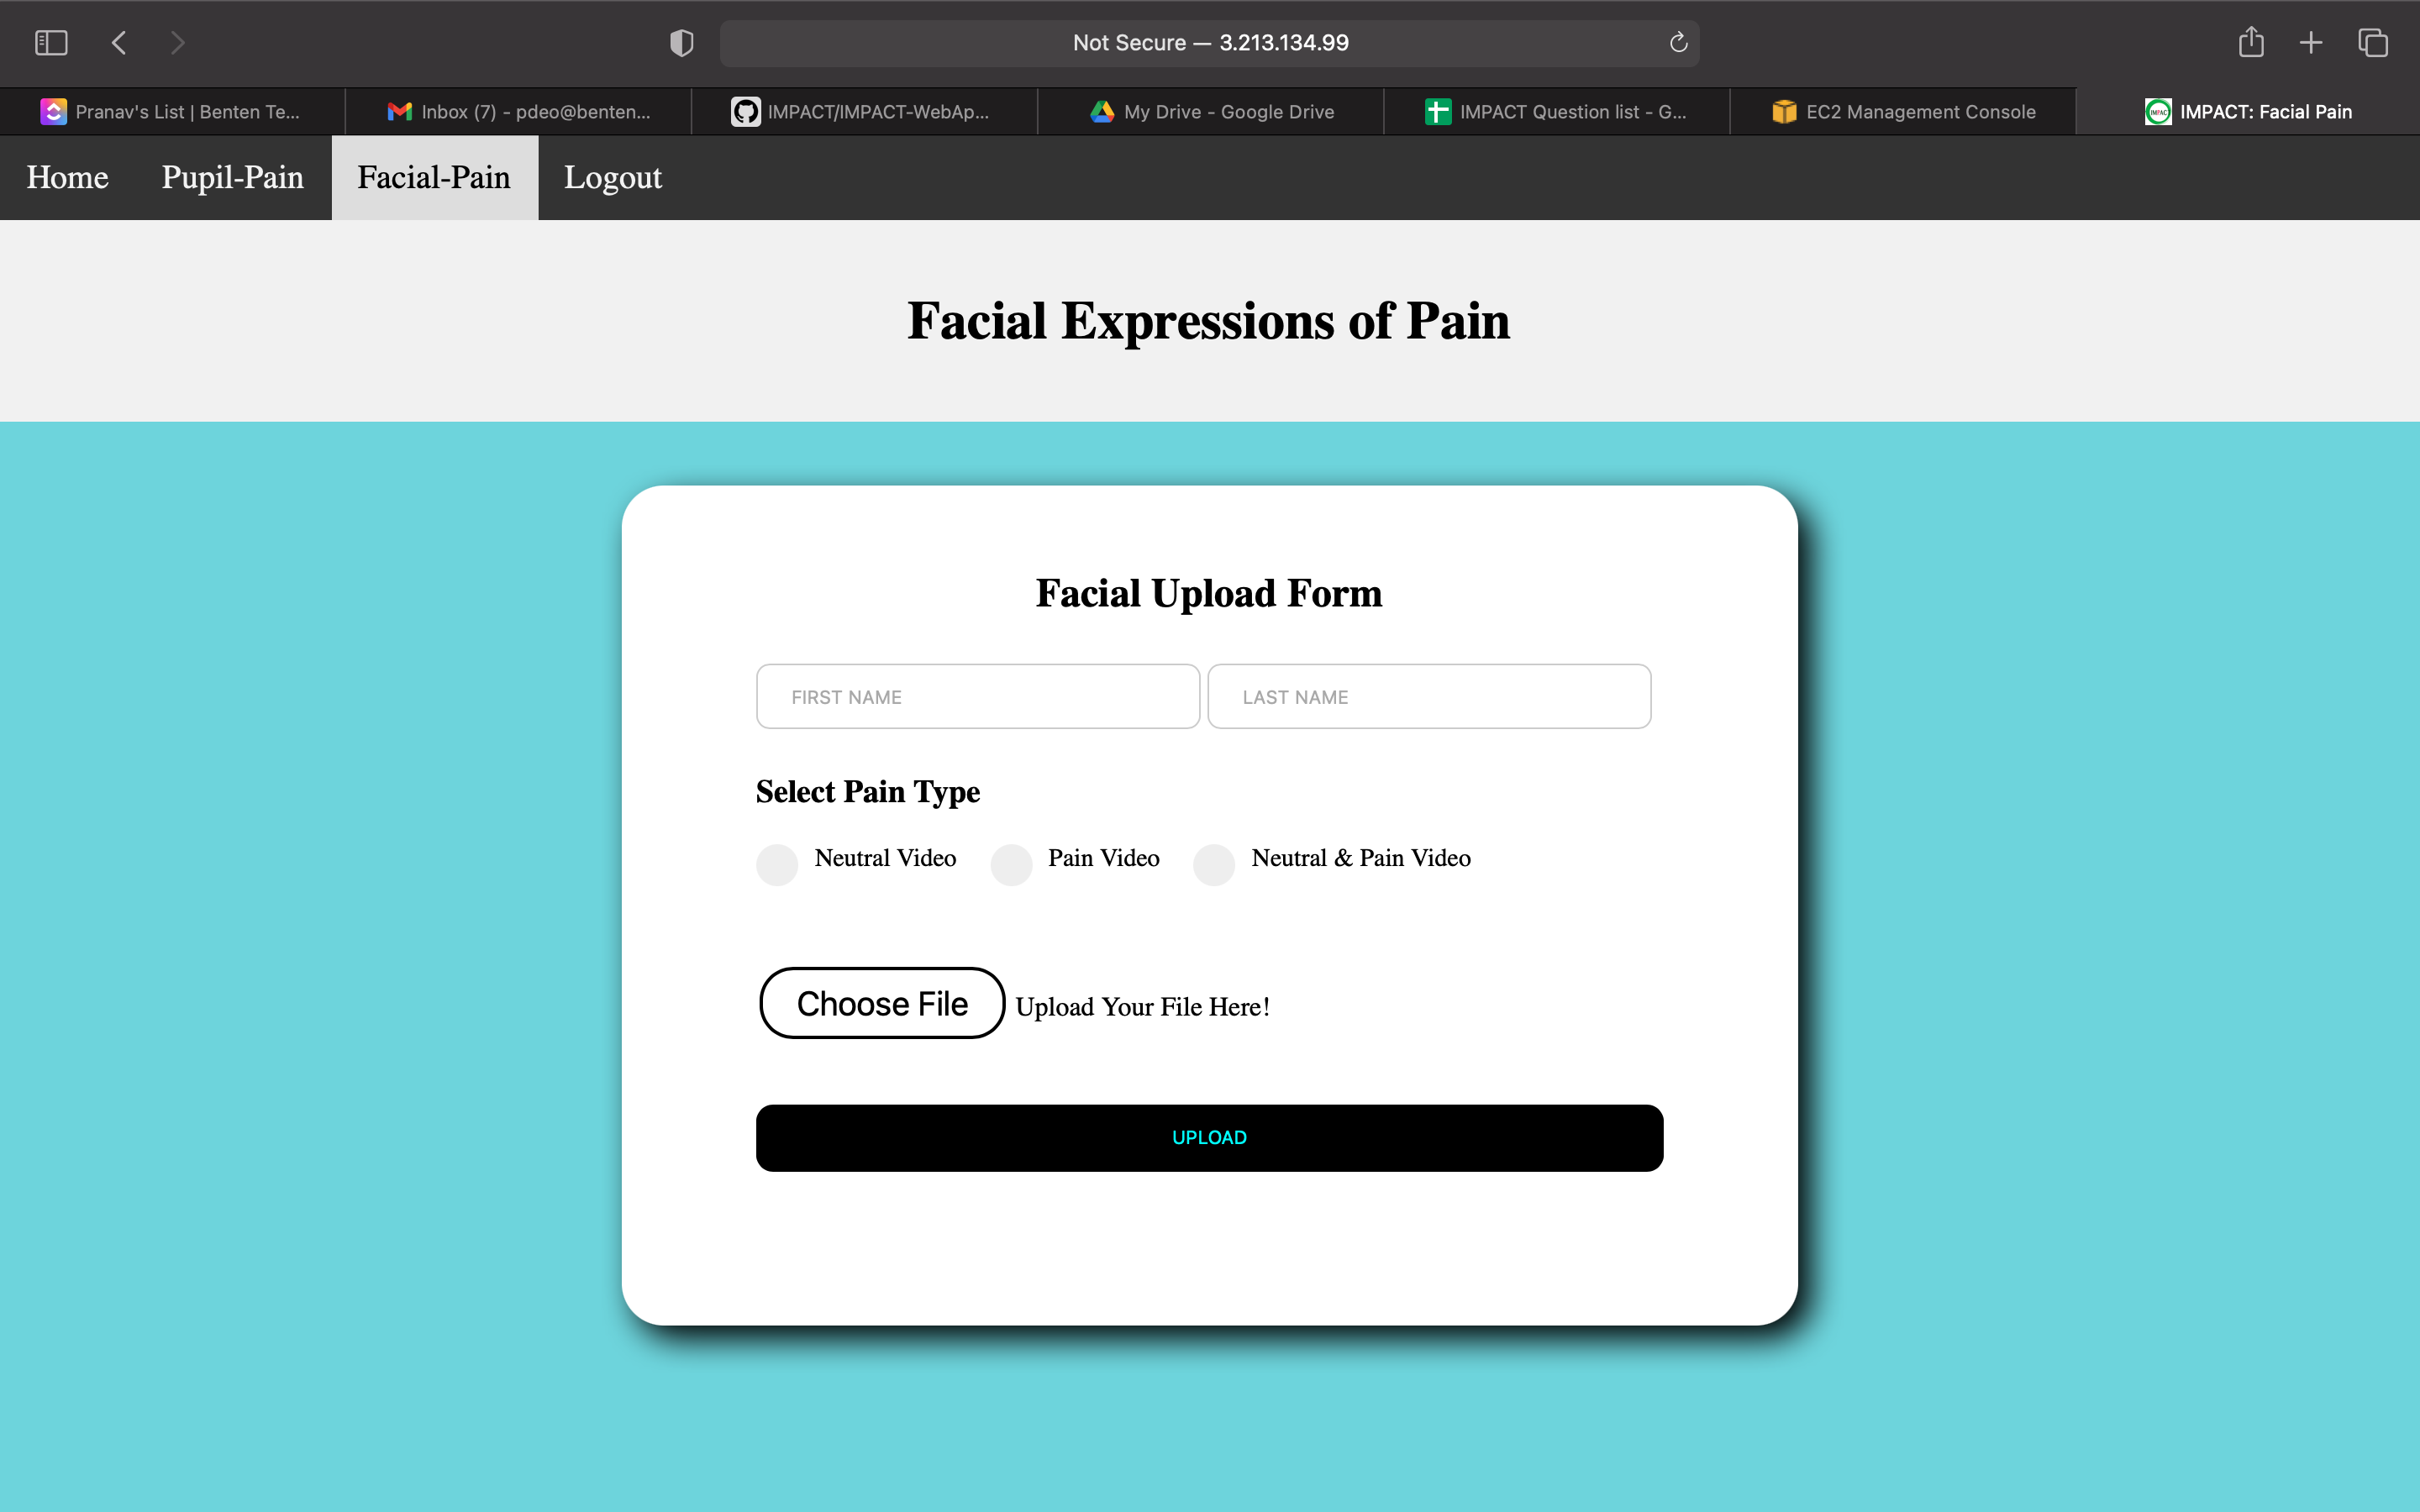 Not Secure — 3.213.134.99
Pranav's List | Benten Te...
Inbox (7) - pdeo@benten...
IMPACT/IMPACT-WebAp...
My Drive - Google Drive
IMPACT Question list - G...
EC2 Management Console
IMPACT: Facial Pain
Home Pupil-Pain Facial-Pain Logout
Facial Expressions of Pain
Facial Upload Form
FIRST NAME LAST NAME
Select Pain Type
Neutral Video Pain Video Neutral & Pain Video
Choose File Upload Your File Here!
UPLOAD